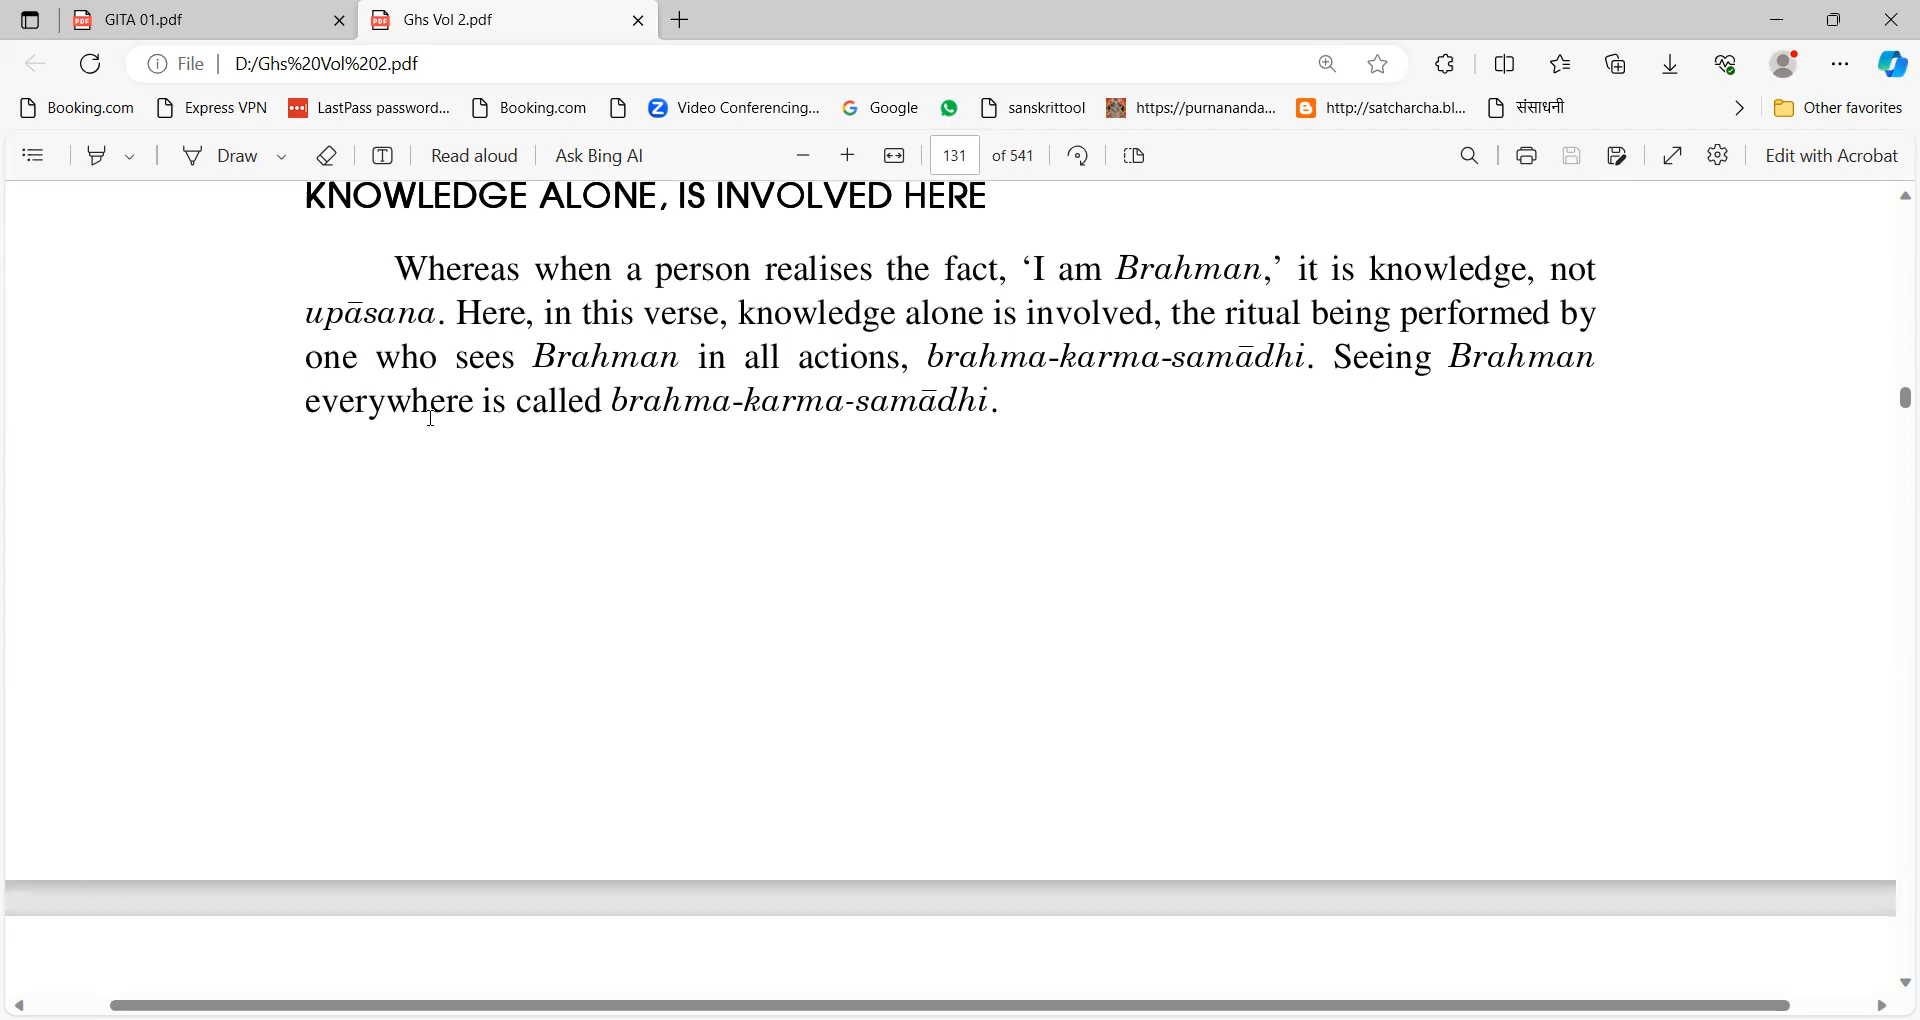 GITA 01.pdf
Ghs Vol 2.pdf
File
D:/Ghs%20Vol%202.pdf
Booking.com
Express VPN
LastPass password...
Booking.com
Video Conferencing...
Google
sanskrittool
https://purnananda...
http://satcharcha.bl...
संसाधनी
Other favorites
Draw
Read aloud
Ask Bing AI
131
of 541
Edit with Acrobat
KNOWLEDGE ALONE, IS INVOLVED HERE
Whereas when a person realises the fact, ‘I am Brahman,’ it is knowledge, not
upāsana. Here, in this verse, knowledge alone is involved, the ritual being performed by
one who sees Brahman in all actions, brahma-karma-samādhi. Seeing Brahman
everywhere is called brahma-karma-samādhi.